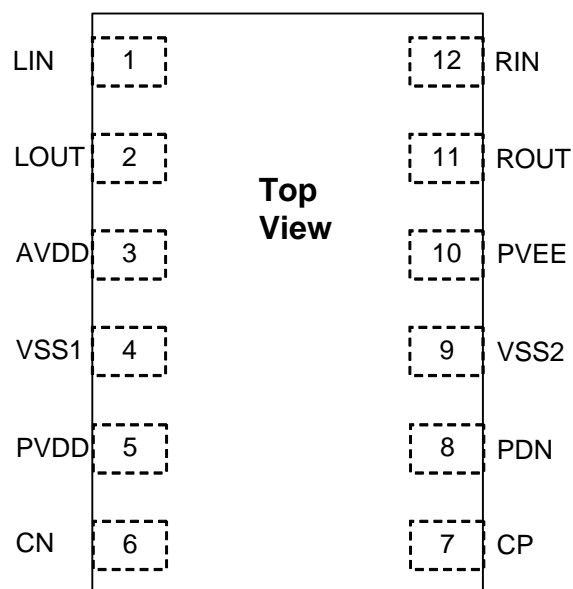 LIN 1 12 RIN
LOUT 2 11 ROUT
Top
View
AVDD 3 10 PVEE
VSS1 4 9 VSS2
PVDD 5 8 PDN
CN 6 7 CP